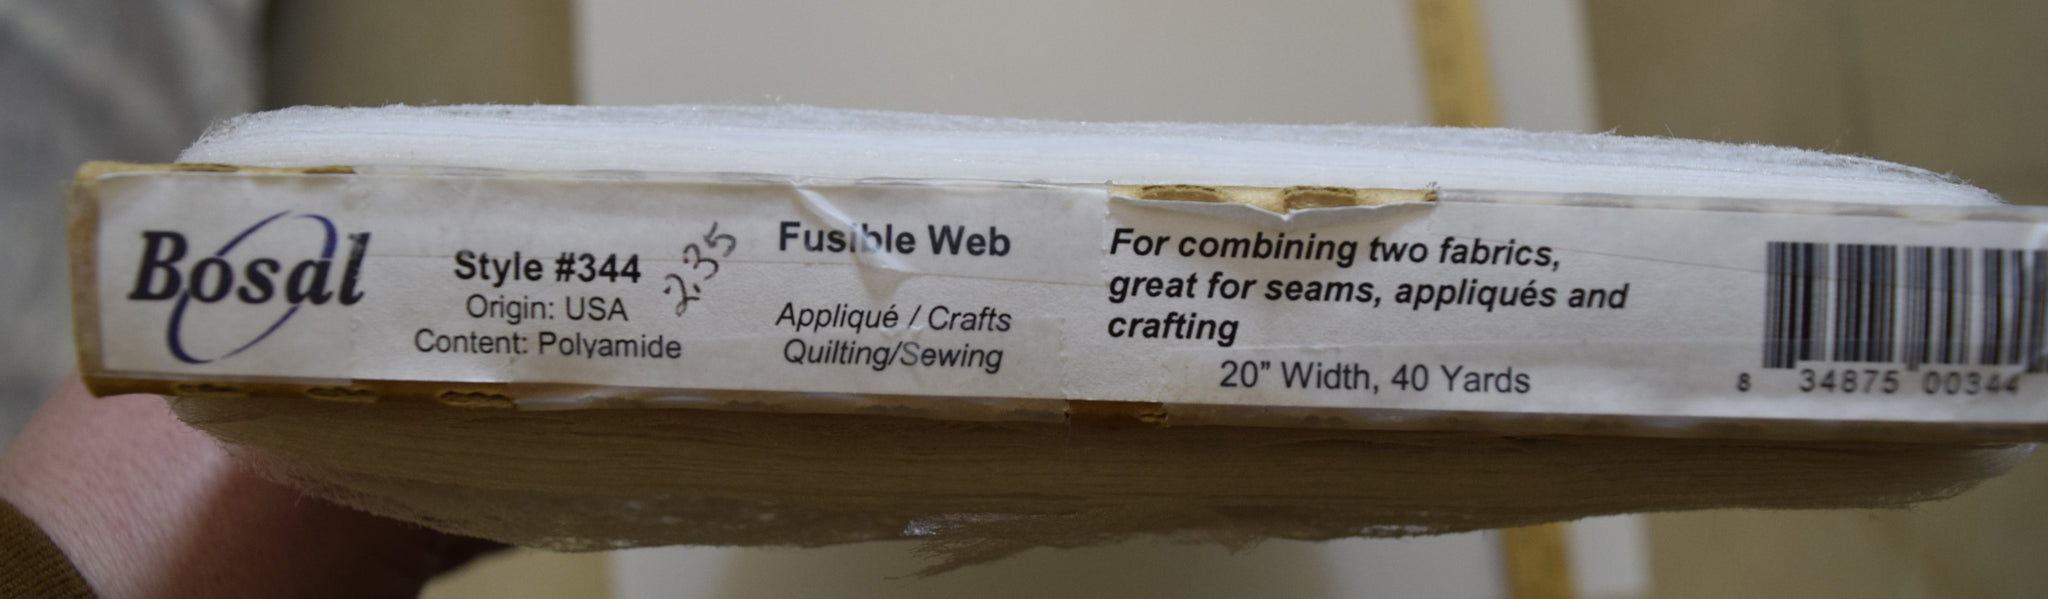 Bosal
Style #344
Origin: USA
Content: Polyamide
2.35
Fusible Web
Appliqué / Crafts
Quilting/Sewing
For combining two fabrics,
great for seams, appliqués and
crafting
20" Width, 40 Yards
8 34875 00344